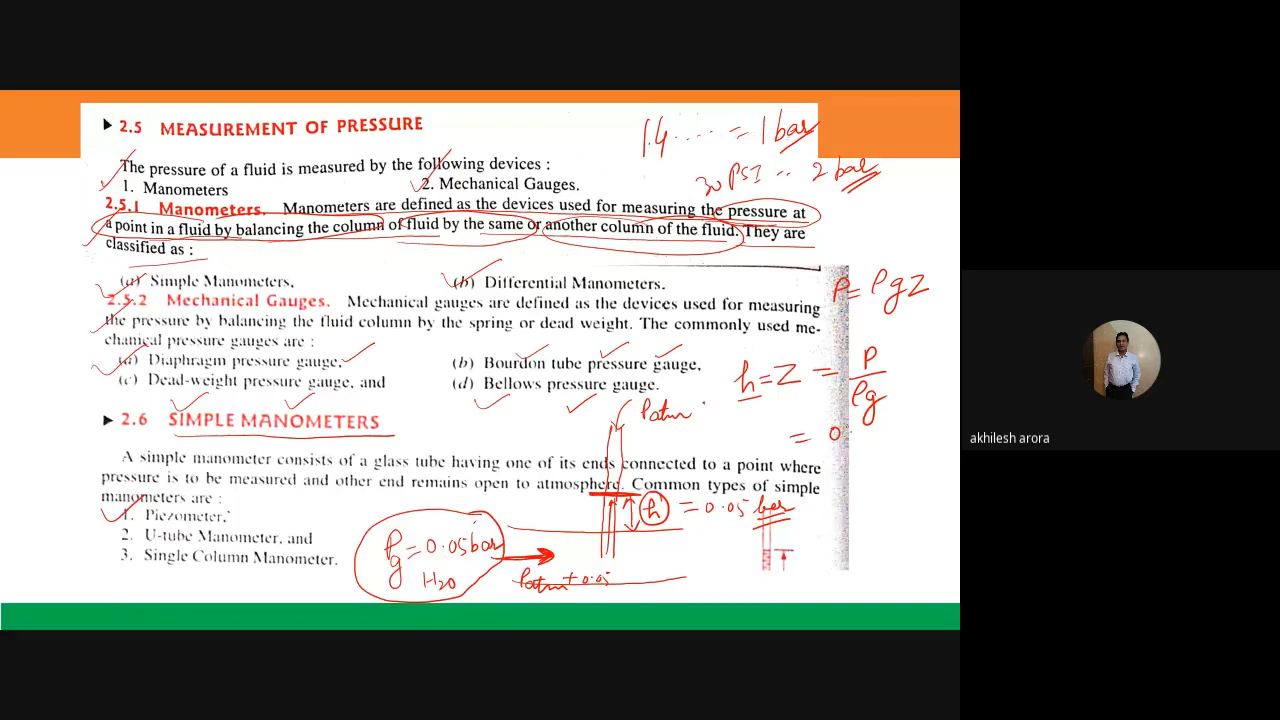 2.5 MEASUREMENT OF PRESSURE
1.4 .... = 1 bar
The pressure of a fluid is measured by the following devices :
30 PSI .. 2 bar
1. Manometers 2. Mechanical Gauges.
2.5.1 Manometers. Manometers are defined as the devices used for measuring the pressure at
a point in a fluid by balancing the column of fluid by the same or another column of the fluid. They are
classified as :
(a) Simple Manometers, (b) Differential Manometers.
P = ρgz
2.5.2 Mechanical Gauges. Mechanical gauges are defined as the devices used for measuring
the pressure by balancing the fluid column by the spring or dead weight. The commonly used me-
chanical pressure gauges are :
(a) Diaphragm pressure gauge, (b) Bourdon tube pressure gauge,
(c) Dead-weight pressure gauge, and (d) Bellows pressure gauge.
h = Z = P
ρg
= 0
2.6 SIMPLE MANOMETERS
Patm
A simple manometer consists of a glass tube having one of its ends connected to a point where
pressure is to be measured and other end remains open to atmosphere. Common types of simple
manometers are :
1. Piezometer,
2. U-tube Manometer, and
3. Single Column Manometer.
h = 0.05 bar
Pg = 0.05 bar
H2O
Patm + 0.05
akhilesh arora